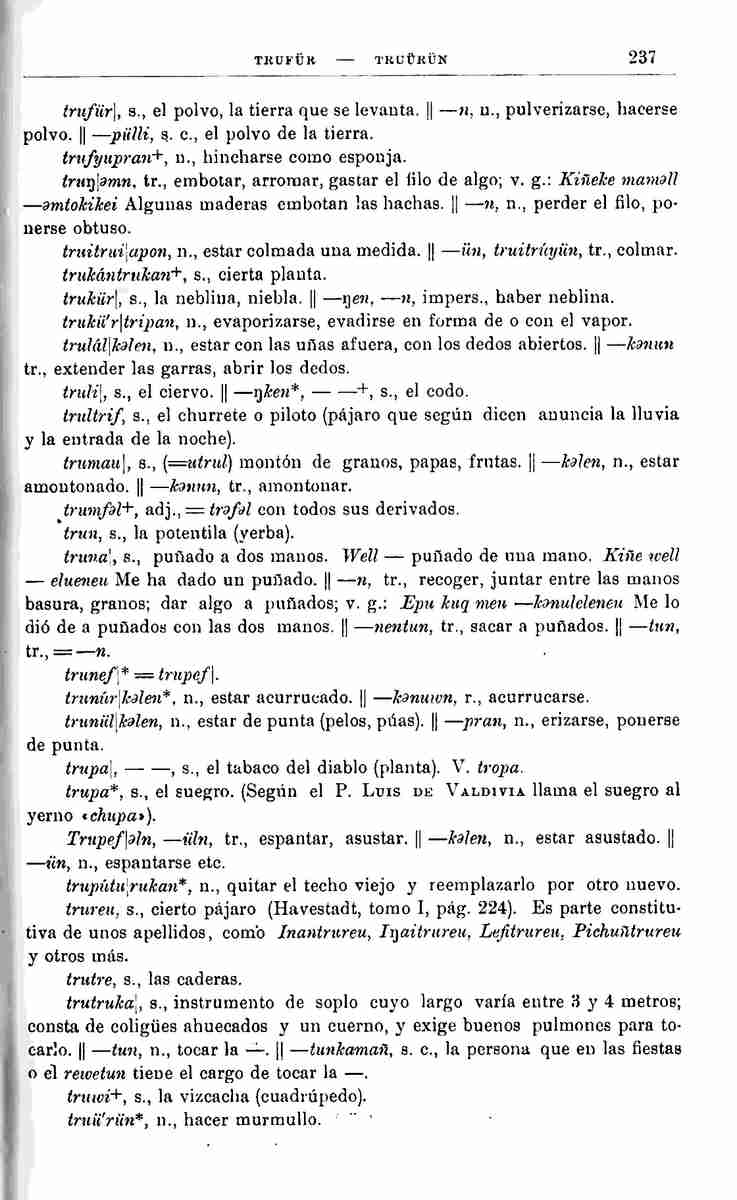 TRUFÜR — TRUÜRÜN 237
trufür|, s., el polvo, la tierra que se levanta. || —n, n., pulverizarse, hacerse
polvo. || —pülli, s. c., el polvo de la tierra.
trufyupran+, n., hincharse como esponja.
truŋ|əmn, tr., embotar, arromar, gastar el filo de algo; v. g.: Kiñeke maməll
—əmtokikei Algunas maderas embotan las hachas. || —n, n., perder el filo, po-
nerse obtuso.
truitrui|apon, n., estar colmada una medida. || —ün, truitrúyün, tr., colmar.
trukántrukan+, s., cierta planta.
trukür|, s., la neblina, niebla. || —ŋen, —n, impers., haber neblina.
trukü'r|tripan, n., evaporizarse, evadirse en forma de o con el vapor.
trulál|kəlen, n., estar con las uñas afuera, con los dedos abiertos. || —kənun
tr., extender las garras, abrir los dedos.
truli|, s., el ciervo. || —ŋken*, — —+, s., el codo.
trultrif, s., el churrete o piloto (pájaro que según dicen anuncia la lluvia
y la entrada de la noche).
trumau|, s., (=utrul) montón de granos, papas, frutas. || —kəlen, n., estar
amontonado. || —kənun, tr., amontonar.
trumfəl+, adj., = trəfəl con todos sus derivados.
trun, s., la potentila (yerba).
truna|, s., puñado a dos manos. Well — puñado de una mano. Kiñe well
— elueneu Me ha dado un puñado. || —n, tr., recoger, juntar entre las manos
basura, granos; dar algo a puñados; v. g.: Epu kuq meu —kənuleleneu Me lo
dió de a puñados con las dos manos. || —nentun, tr., sacar a puñados. || —tun,
tr., = —n.
trunef|* = trupef|.
trunúr|kəlen*, n., estar acurrucado. || —kənuwn, r., acurrucarse.
trunül|kəlen, n., estar de punta (pelos, púas). || —pran, n., erizarse, ponerse
de punta.
trupa|, — —, s., el tabaco del diablo (planta). V. tropa.
trupa*, s., el suegro. (Según el P. LUIS DE VALDIVIA llama el suegro al
yerno «chupa»).
Trupef|əln, —üln, tr., espantar, asustar. || —kəlen, n., estar asustado. ||
—ün, n., espantarse etc.
trupútu|rukan*, n., quitar el techo viejo y reemplazarlo por otro nuevo.
trureu, s., cierto pájaro (Havestadt, tomo I, pág. 224). Es parte constitu-
tiva de unos apellidos, como Inantrureu, Iŋaitrureu, Lefitrureu, Pichuñtrureu
y otros más.
trutre, s., las caderas.
trutruka|, s., instrumento de soplo cuyo largo varía entre 3 y 4 metros;
consta de coligües ahuecados y un cuerno, y exige buenos pulmones para to-
carlo. || —tun, n., tocar la —. || —tunkamañ, s. c., la persona que en las fiestas
o el rewetun tiene el cargo de tocar la —.
truwi+, s., la vizcacha (cuadrúpedo).
truü'rün*, n., hacer murmullo.